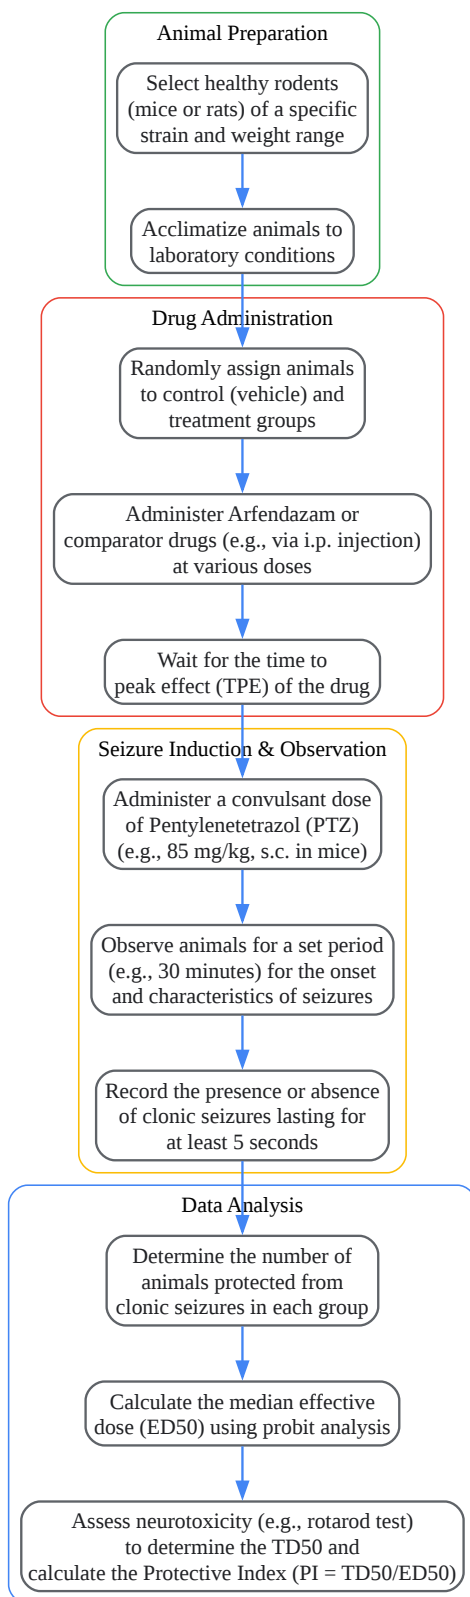 Animal Preparation
Select healthy rodents
(mice or rats) of a specific
strain and weight range
Acclimatize animals to
laboratory conditions
Drug Administration
Randomly assign animals
to control (vehicle) and
treatment groups
Administer Arfendazam or
comparator drugs (e.g., via i.p. injection)
at various doses
Wait for the time to
peak effect (TPE) of the drug
Seizure Induction & Observation
Administer a convulsant dose
of Pentylenetetrazol (PTZ)
(e.g., 85 mg/kg, s.c. in mice)
Observe animals for a set period
(e.g., 30 minutes) for the onset
and characteristics of seizures
Record the presence or absence
of clonic seizures lasting for
at least 5 seconds
Data Analysis
Determine the number of
animals protected from
clonic seizures in each group
Calculate the median effective
dose (ED50) using probit analysis
Assess neurotoxicity (e.g., rotarod test)
to determine the TD50 and
calculate the Protective Index (PI = TD50/ED50)